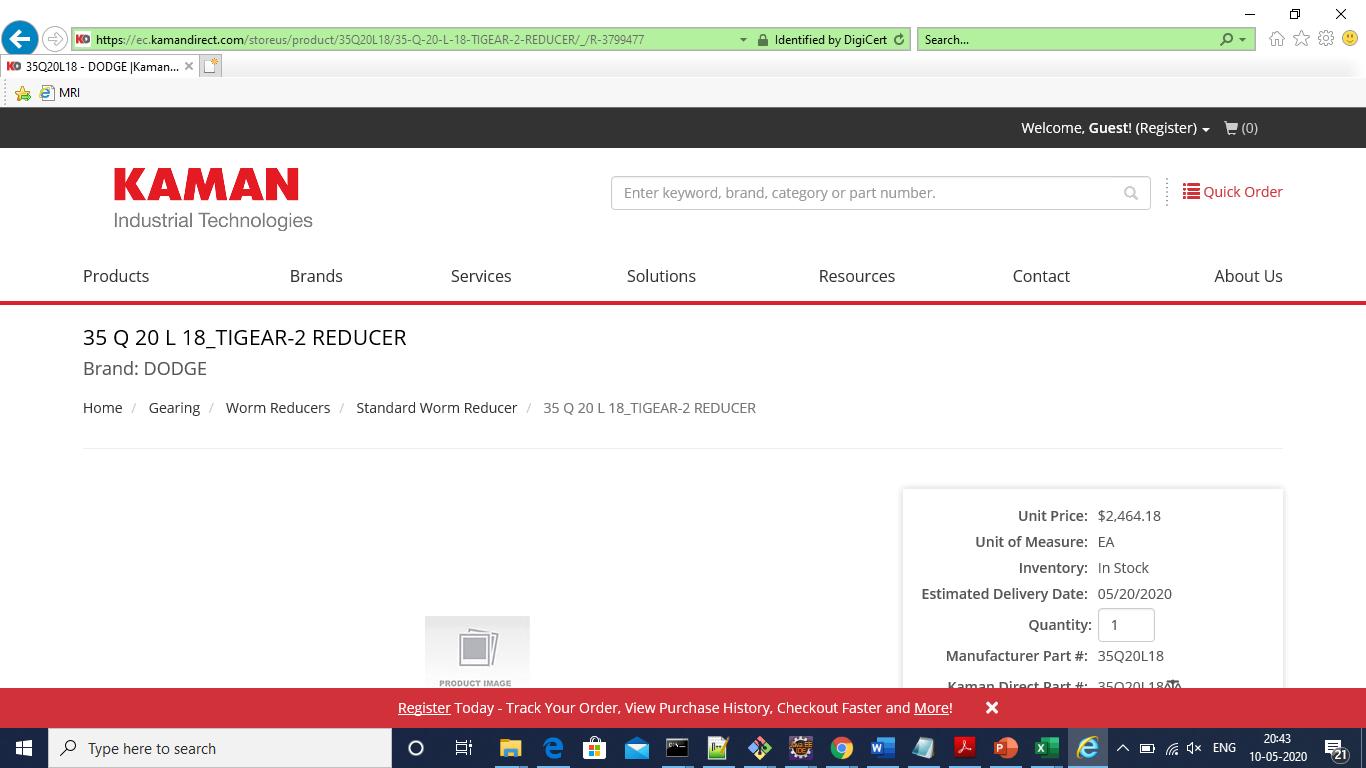 https://ec.kamandirect.com/storeus/product/35Q20L18/35-Q-20-L-18-TIGEAR-2-REDUCER/_/R-3799477
Identified by DigiCert
Search...
35Q20L18 - DODGE |Kaman...
MRI
Welcome, Guest! (Register)
(0)
KAMAN
Industrial Technologies
Enter keyword, brand, category or part number.
Quick Order
Products Brands Services Solutions Resources Contact About Us
35 Q 20 L 18_TIGEAR-2 REDUCER
Brand: DODGE
Home / Gearing / Worm Reducers / Standard Worm Reducer / 35 Q 20 L 18_TIGEAR-2 REDUCER
Unit Price: $2,464.18
Unit of Measure: EA
Inventory: In Stock
Estimated Delivery Date: 05/20/2020
Quantity: 1
Manufacturer Part #: 35Q20L18
Kaman Direct Part #: 35Q20L18
PRODUCT IMAGE
Register Today - Track Your Order, View Purchase History, Checkout Faster and More!
Type here to search
ENG
20:43
10-05-2020
21